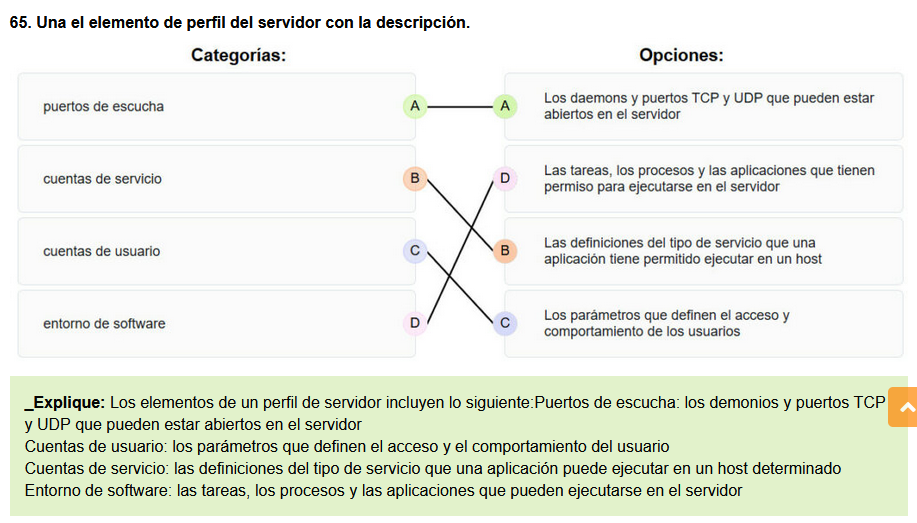 65. Una el elemento de perfil del servidor con la descripción.
Categorías:
Opciones:
puertos de escucha
A
A
Los daemons y puertos TCP y UDP que pueden estar
abiertos en el servidor
cuentas de servicio
B
D
Las tareas, los procesos y las aplicaciones que tienen
permiso para ejecutarse en el servidor
cuentas de usuario
C
B
Las definiciones del tipo de servicio que una
aplicación tiene permitido ejecutar en un host
entorno de software
D
C
Los parámetros que definen el acceso y
comportamiento de los usuarios
_Explique: Los elementos de un perfil de servidor incluyen lo siguiente:Puertos de escucha: los demonios y puertos TCP
y UDP que pueden estar abiertos en el servidor
Cuentas de usuario: los parámetros que definen el acceso y el comportamiento del usuario
Cuentas de servicio: las definiciones del tipo de servicio que una aplicación puede ejecutar en un host determinado
Entorno de software: las tareas, los procesos y las aplicaciones que pueden ejecutarse en el servidor